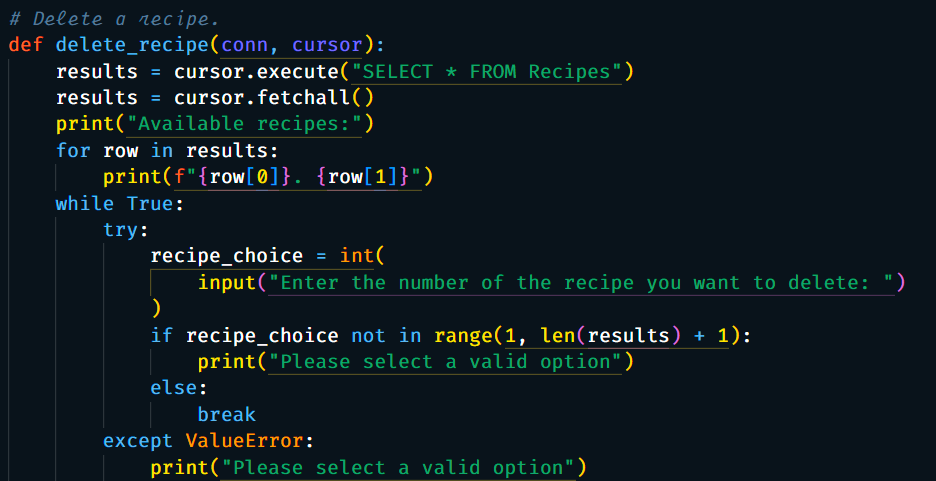 # Delete a recipe.
def delete_recipe(conn, cursor):
    results = cursor.execute("SELECT * FROM Recipes")
    results = cursor.fetchall()
    print("Available recipes:")
    for row in results:
        print(f"{row[0]}. {row[1]}")
    while True:
        try:
            recipe_choice = int(
                input("Enter the number of the recipe you want to delete: ")
            )
            if recipe_choice not in range(1, len(results) + 1):
                print("Please select a valid option")
            else:
                break
        except ValueError:
            print("Please select a valid option")